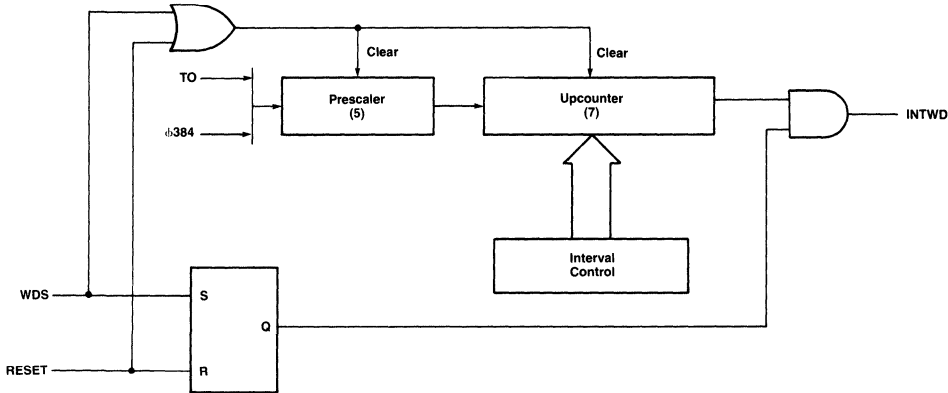 Clear
Clear
TO
Prescaler
(5)
Upcounter
(7)
ϕ384
INTWD
Interval
Control
WDS
S
Q
RESET
R